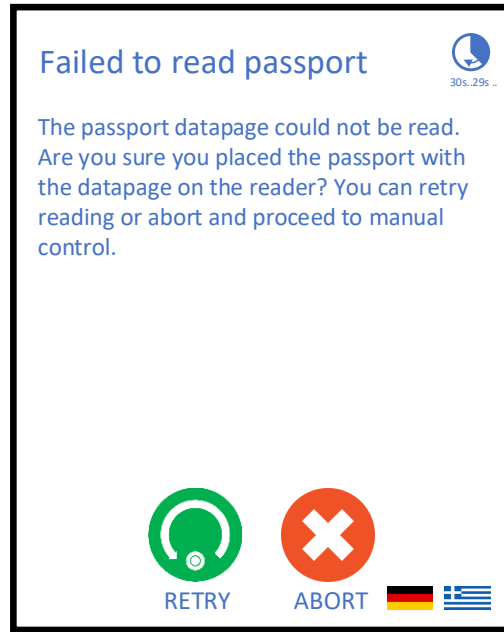 Failed to read passport
30s..29s ..
The passport datapage could not be read.
Are you sure you placed the passport with
the datapage on the reader? You can retry
reading or abort and proceed to manual
control.
RETRY
ABORT